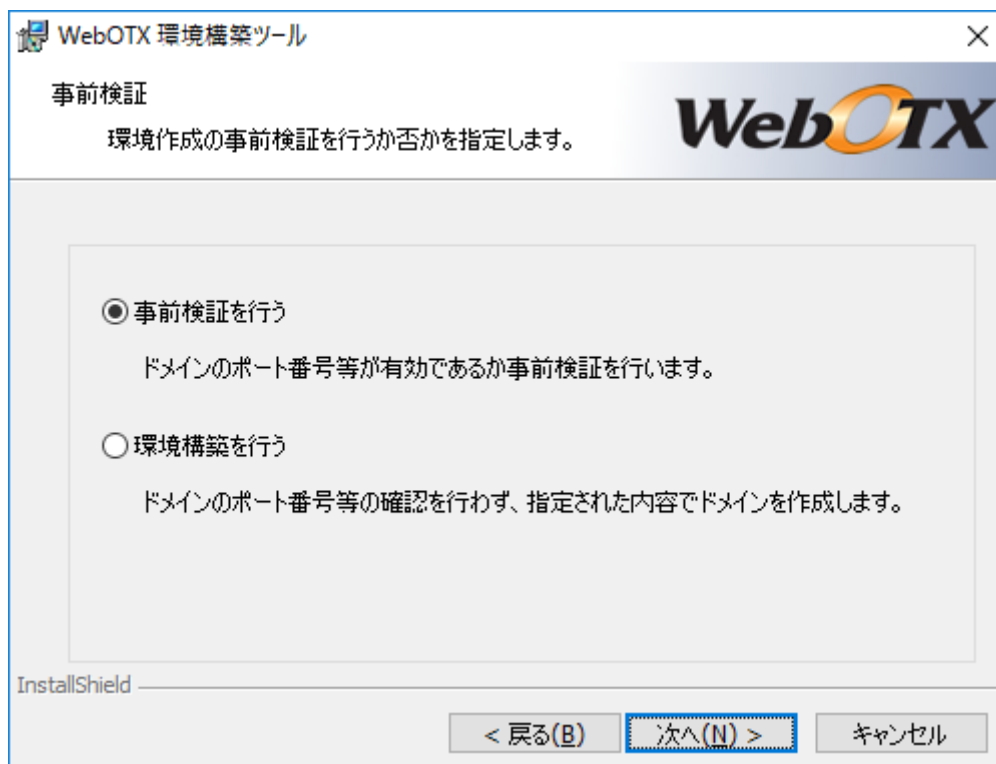 WebOTX 環境構築ツール
事前検証
環境作成の事前検証を行うか否かを指定します。
WebOTX
事前検証を行う
ドメインのポート番号等が有効であるか事前検証を行います。
環境構築を行う
ドメインのポート番号等の確認を行わず、指定された内容でドメインを作成します。
InstallShield
< 戻る(B)
次へ(N) >
キャンセル